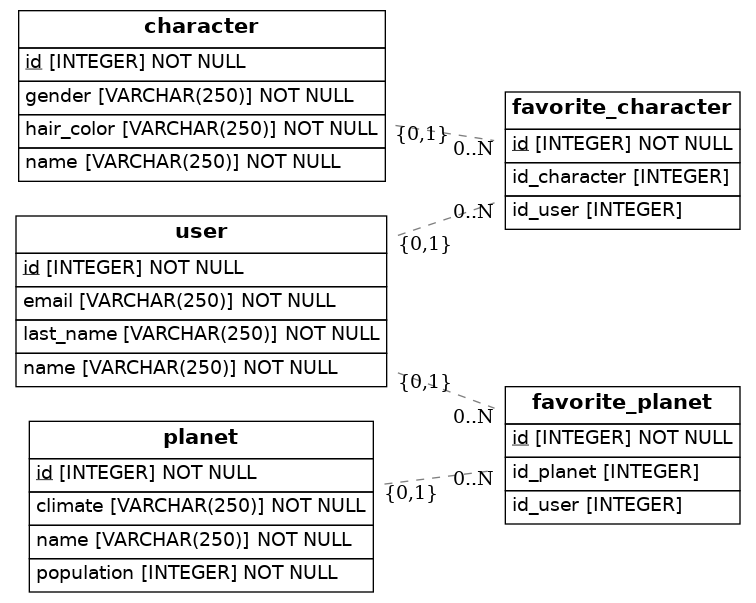 character
id [INTEGER] NOT NULL
gender [VARCHAR(250)] NOT NULL
hair_color [VARCHAR(250)] NOT NULL
name [VARCHAR(250)] NOT NULL
{0,1}
0..N
favorite_character
id [INTEGER] NOT NULL
id_character [INTEGER]
id_user [INTEGER]
0..N
{0,1}
user
id [INTEGER] NOT NULL
email [VARCHAR(250)] NOT NULL
last_name [VARCHAR(250)] NOT NULL
name [VARCHAR(250)] NOT NULL
{0,1}
0..N
favorite_planet
id [INTEGER] NOT NULL
id_planet [INTEGER]
id_user [INTEGER]
0..N
{0,1}
planet
id [INTEGER] NOT NULL
climate [VARCHAR(250)] NOT NULL
name [VARCHAR(250)] NOT NULL
population [INTEGER] NOT NULL